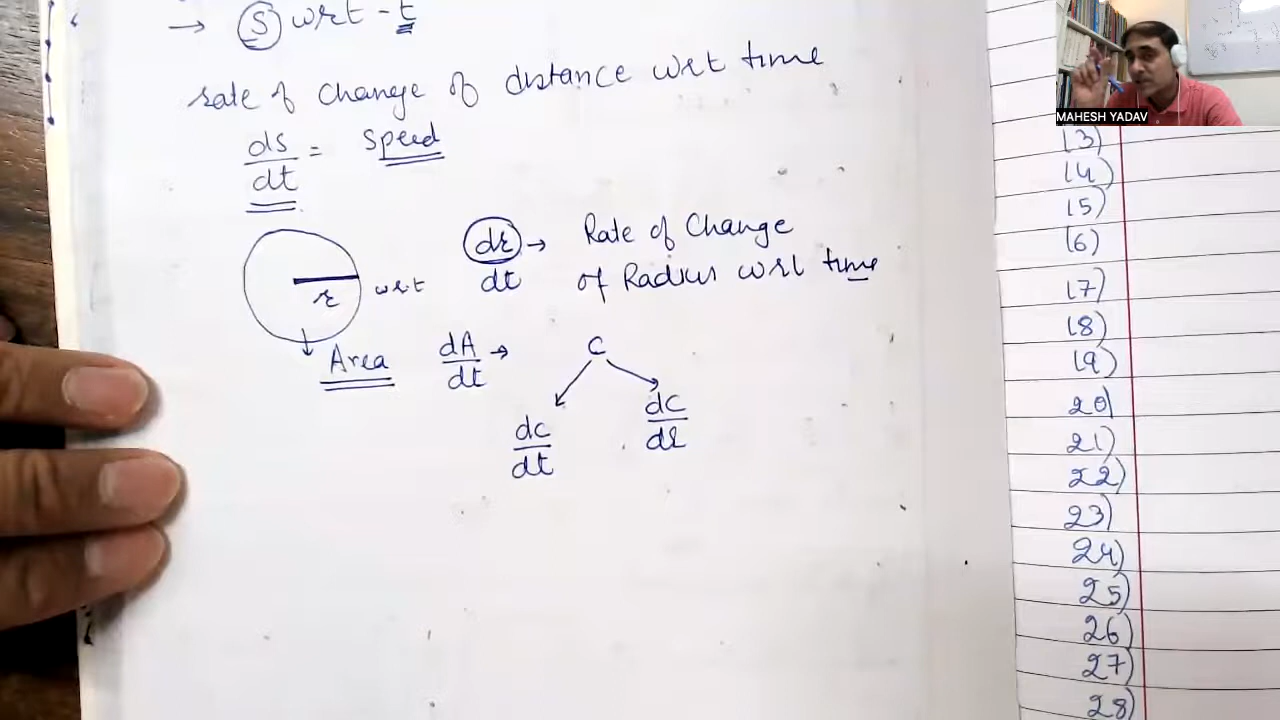 → S wrt - t
rate of change of distance wrt time
ds/dt = speed
dr/dt → Rate of Change
of Radius wrt time
r wrt
Area dA/dt → C
dc/dt dc/dr
MAHESH YADAV
13)
14)
15)
16)
17)
18)
19)
20)
21)
22)
23)
24)
25)
26)
27)
28)